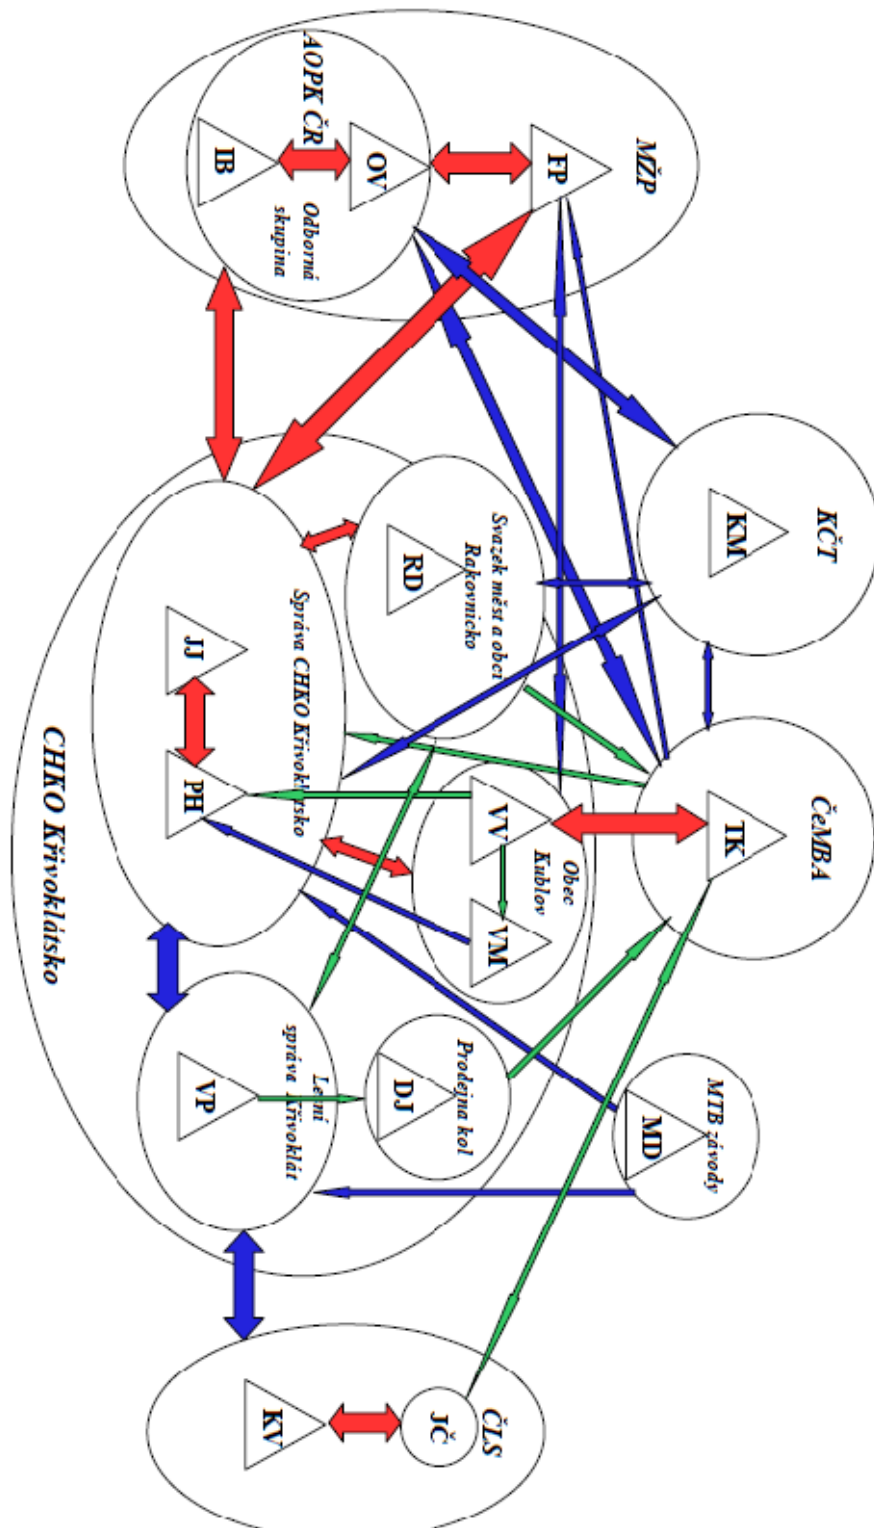 MŽP
FP
AOPK ČR
OV
IB
Odborná
skupina
KČT
KM
ČeMBA
TK
MTB závody
MD
Svazek měst a obcí
Rakovnicko
RD
Obec
Kublov
VV
VM
Prodejna kol
DJ
Správa CHKO Křivoklátsko
JJ
PH
Lesní
správa Křivoklát
VP
CHKO Křivoklátsko
ČLS
JČ
KV